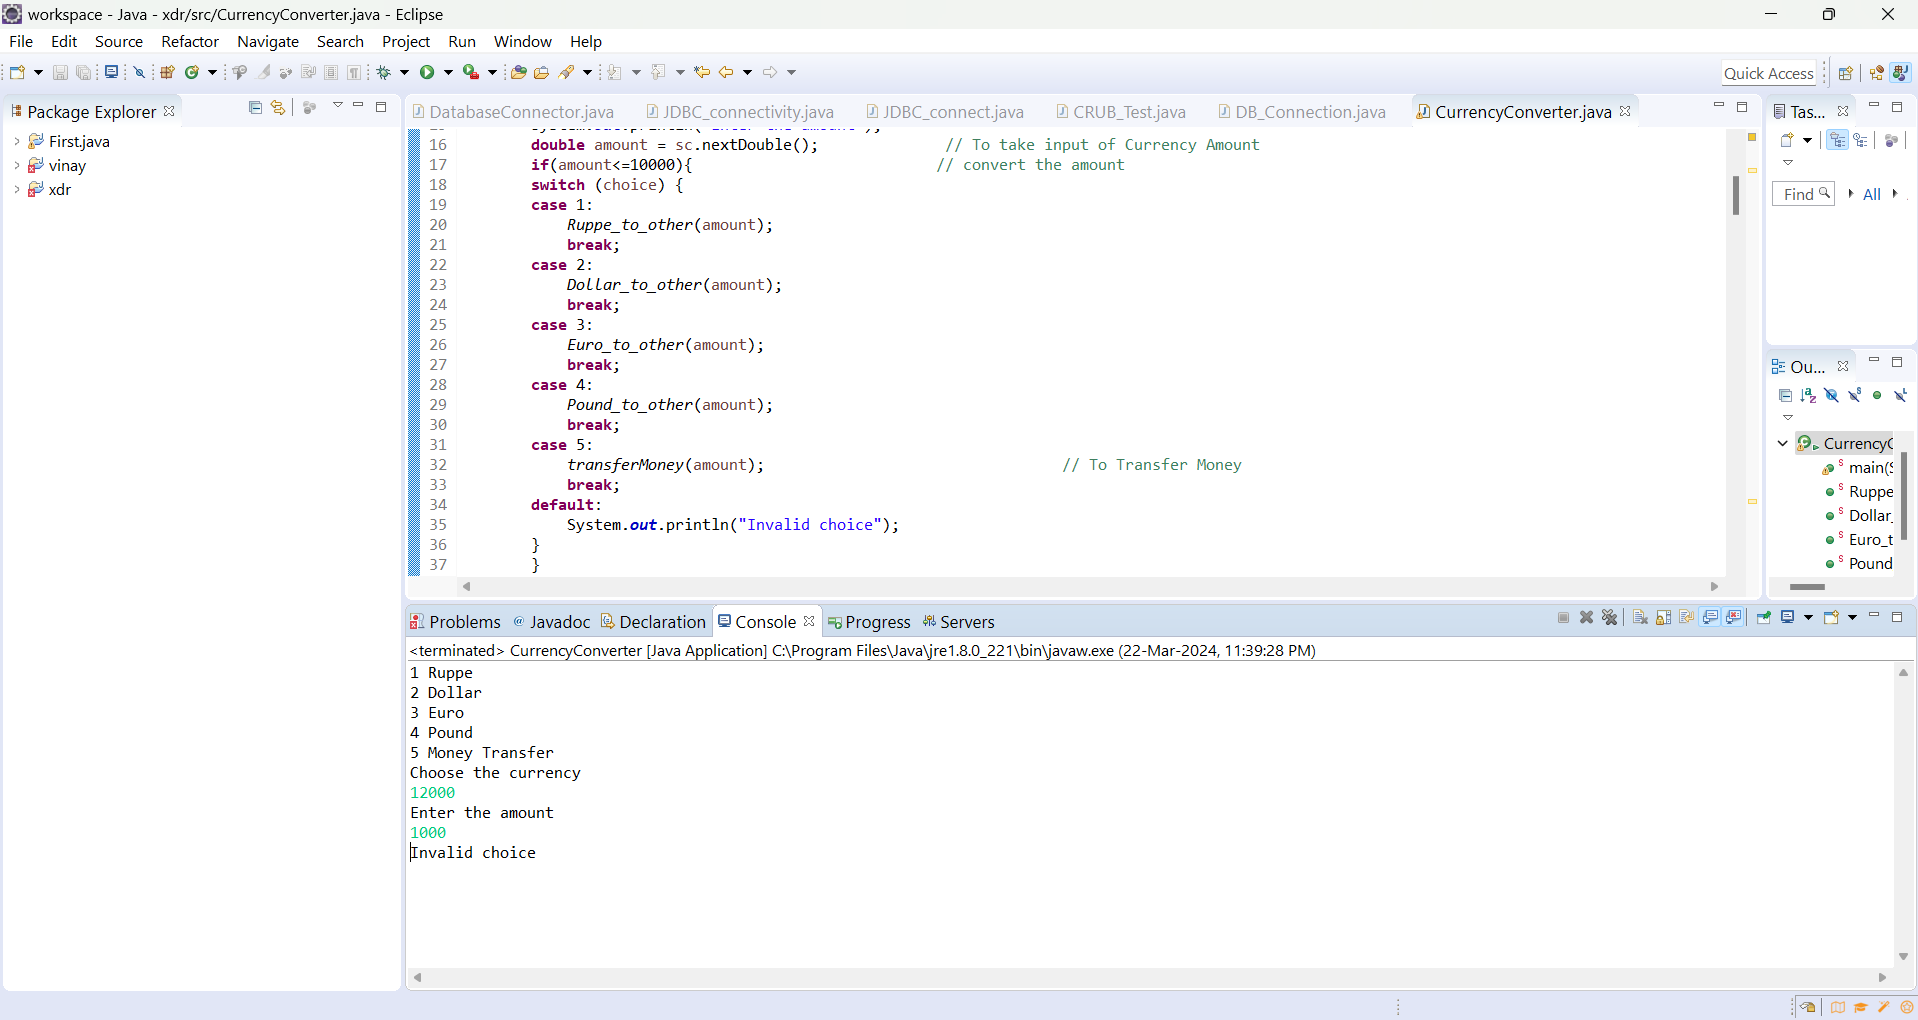 workspace - Java - xdr/src/CurrencyConverter.java - Eclipse
File Edit Source Refactor Navigate Search Project Run Window Help
Quick Access
Package Explorer
First.java
vinay
xdr
DatabaseConnector.java JDBC_connectivity.java JDBC_connect.java CRUB_Test.java DB_Connection.java CurrencyConverter.java
16 double amount = sc.nextDouble(); // To take input of Currency Amount
17 if(amount<=10000){ // convert the amount
18 switch (choice) {
19 case 1:
20 Ruppe_to_other(amount);
21 break;
22 case 2:
23 Dollar_to_other(amount);
24 break;
25 case 3:
26 Euro_to_other(amount);
27 break;
28 case 4:
29 Pound_to_other(amount);
30 break;
31 case 5:
32 transferMoney(amount); // To Transfer Money
33 break;
34 default:
35 System.out.println("Invalid choice");
36 }
37 }
Tas...
Find All
Ou...
CurrencyC
main(S
Ruppe
Dollar_
Euro_t
Pound
Problems Javadoc Declaration Console Progress Servers
<terminated> CurrencyConverter [Java Application] C:\Program Files\Java\jre1.8.0_221\bin\javaw.exe (22-Mar-2024, 11:39:28 PM)
1 Ruppe
2 Dollar
3 Euro
4 Pound
5 Money Transfer
Choose the currency
12000
Enter the amount
1000
Invalid choice